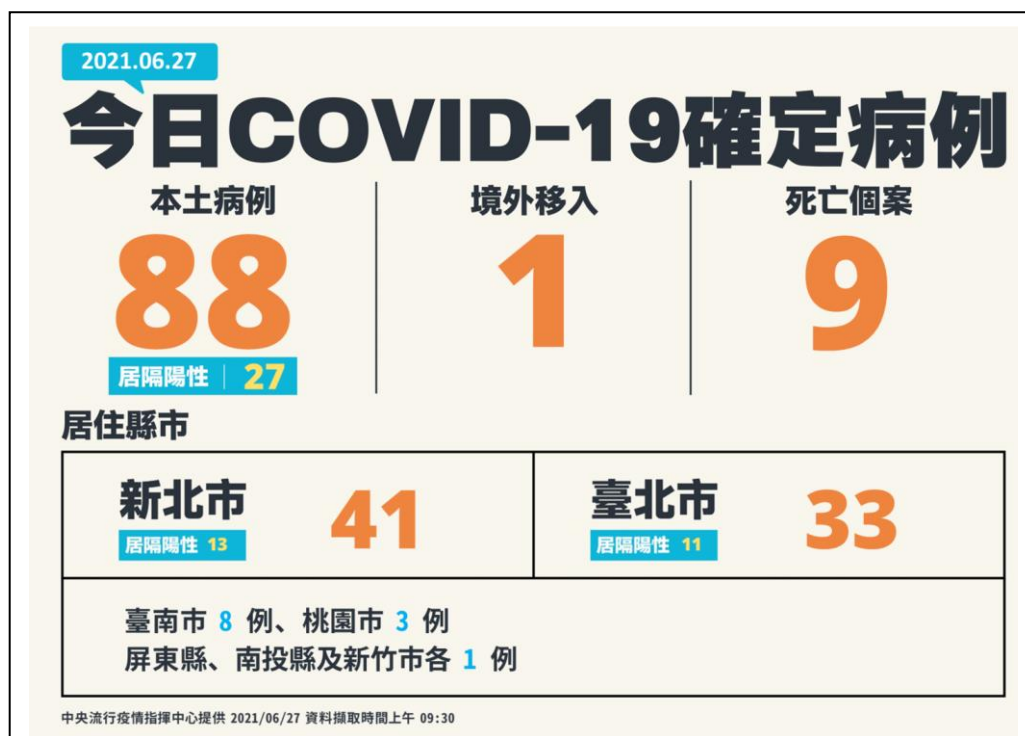 2021.06.27
今日COVID-19確定病例
本土病例
88
居隔陽性 27
境外移入
1
死亡個案
9
居住縣市
新北市
居隔陽性 13
41
臺北市
居隔陽性 11
33
臺南市 8 例、桃園市 3 例
屏東縣、南投縣及新竹市各 1 例
中央流行疫情指揮中心提供 2021/06/27 資料擷取時間上午 09:30